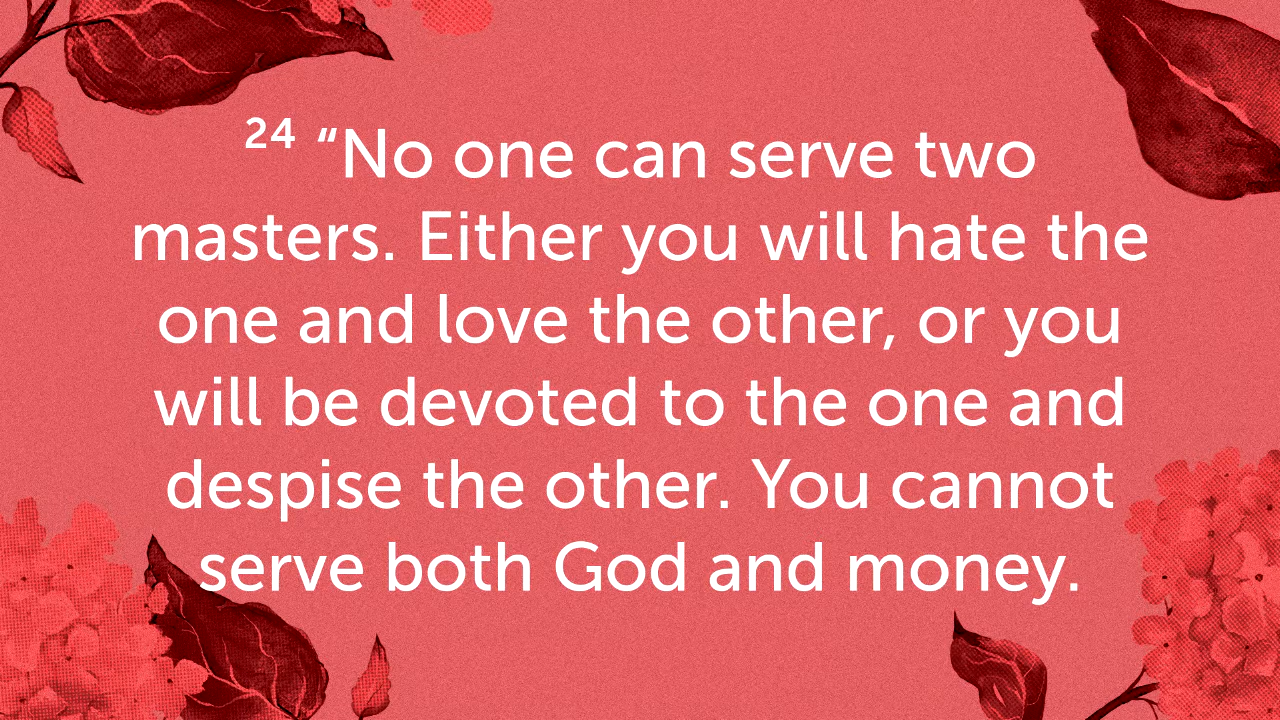 24 “No one can serve two
masters. Either you will hate the
one and love the other, or you
will be devoted to the one and
despise the other. You cannot
serve both God and money.